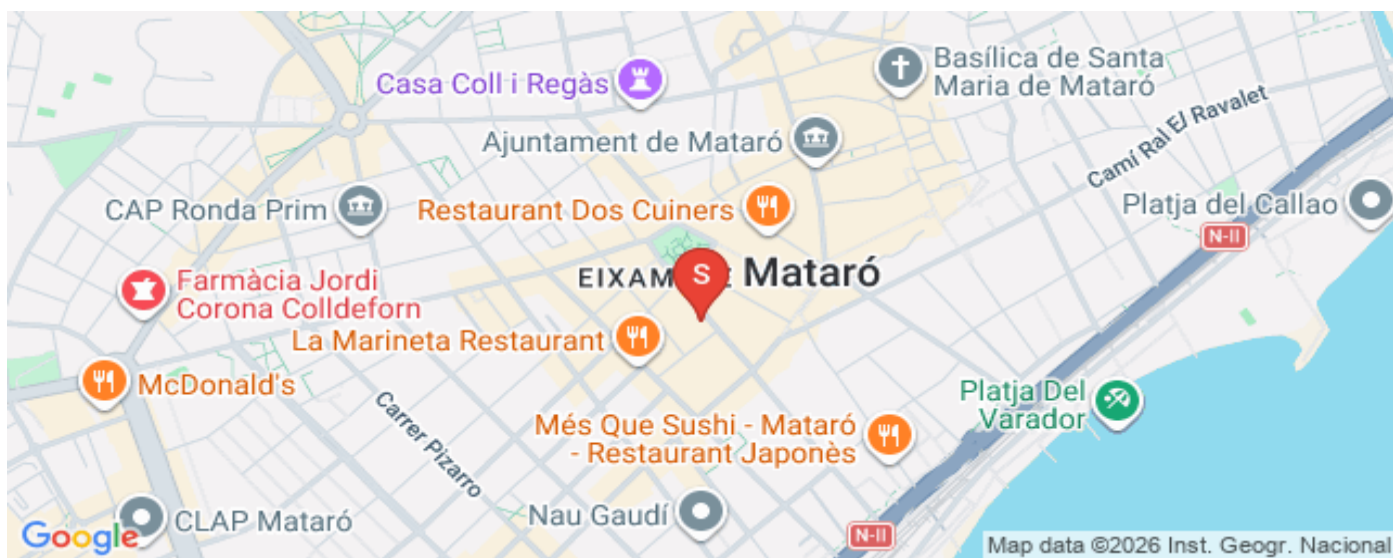 Casa Coll i Regàs
Basílica de Santa
Maria de Mataró
Ajuntament de Mataró
Camí Ral E/ Ravalet
CAP Ronda Prim
Restaurant Dos Cuiners
Platja del Callao
N-II
Farmàcia Jordi
Corona Colldeforn
S
Mataró
La Marineta Restaurant
McDonald's
Platja Del
Varador
Carrer Pizarro
Més Que Sushi - Mataró
- Restaurant Japonès
CLAP Mataró
Nau Gaudí
N-II
Google
Map data ©2026 Inst. Geogr. Nacional